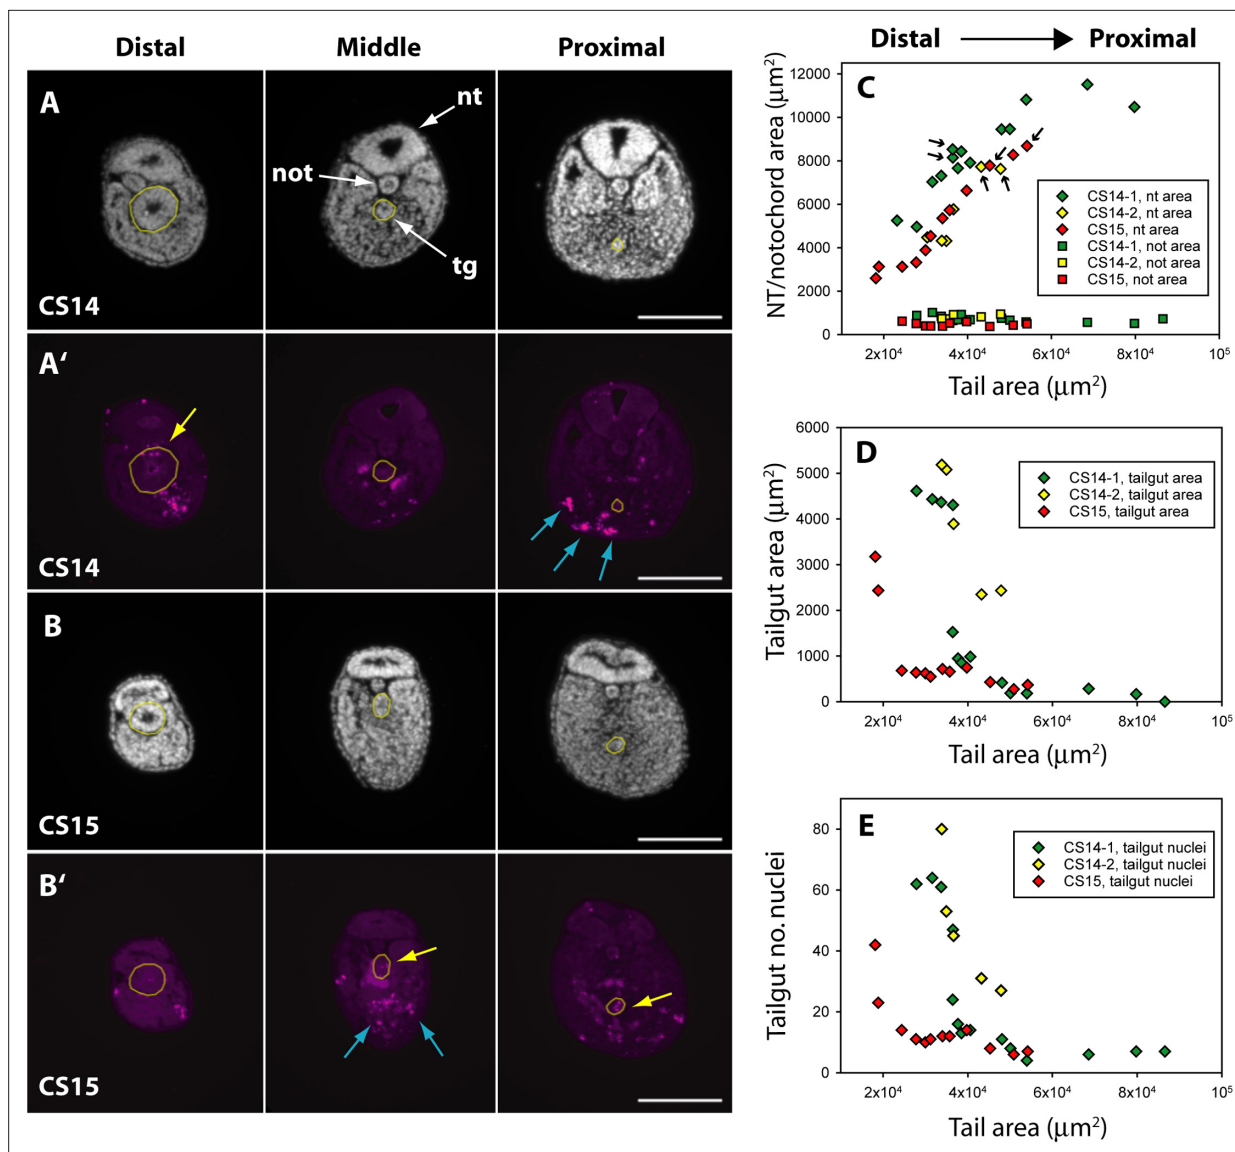 Distal Middle Proximal
A
nt
not
tg
CS14
A‘
CS14
B
CS15
B‘
CS15
Distal Proximal
C
NT/notochord area (μm²)
12000
10000
8000
6000
4000
2000
0
CS14-1, nt area
CS14-2, nt area
CS15, nt area
CS14-1, not area
CS14-2, not area
CS15, not area
2x10⁴ 4x10⁴ 6x10⁴ 8x10⁴ 10⁵
Tail area (μm²)
D
Tailgut area (μm²)
6000
5000
4000
3000
2000
1000
0
CS14-1, tailgut area
CS14-2, tailgut area
CS15, tailgut area
2x10⁴ 4x10⁴ 6x10⁴ 8x10⁴ 10⁵
Tail area (μm²)
E
Tailgut no. nuclei
80
60
40
20
0
CS14-1, tailgut nuclei
CS14-2, tailgut nuclei
CS15, tailgut nuclei
2x10⁴ 4x10⁴ 6x10⁴ 8x10⁴ 10⁵
Tail area (μm²)